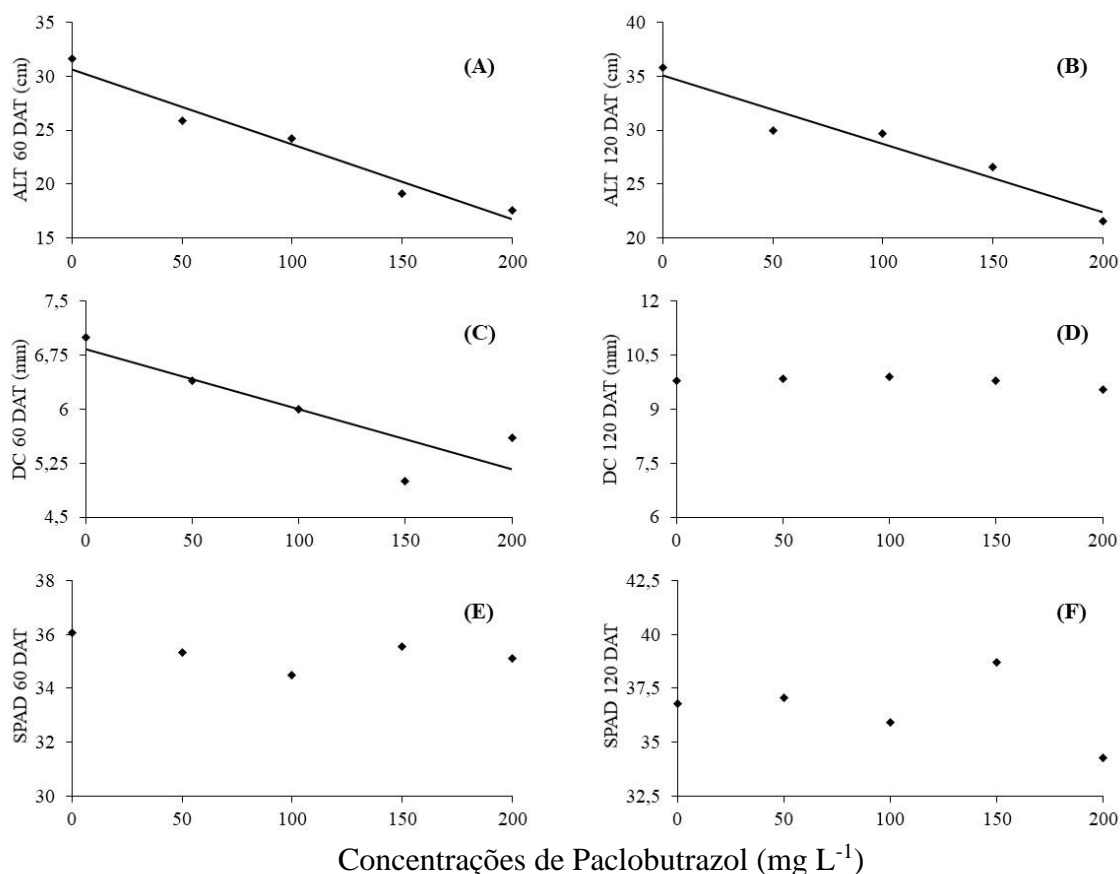 35
30
25
20
15
ALT 60 DAT (cm)
(A)
0 50 100 150 200
40
35
30
25
20
ALT 120 DAT (cm)
(B)
0 50 100 150 200
7,5
6,75
6
5,25
4,5
DC 60 DAT (mm)
(C)
0 50 100 150 200
12
10,5
9
7,5
6
DC 120 DAT (mm)
(D)
0 50 100 150 200
38
36
34
32
30
SPAD 60 DAT
(E)
0 50 100 150 200
42,5
40
37,5
35
32,5
SPAD 120 DAT
(F)
0 50 100 150 200
Concentrações de Paclobutrazol (mg L⁻¹)